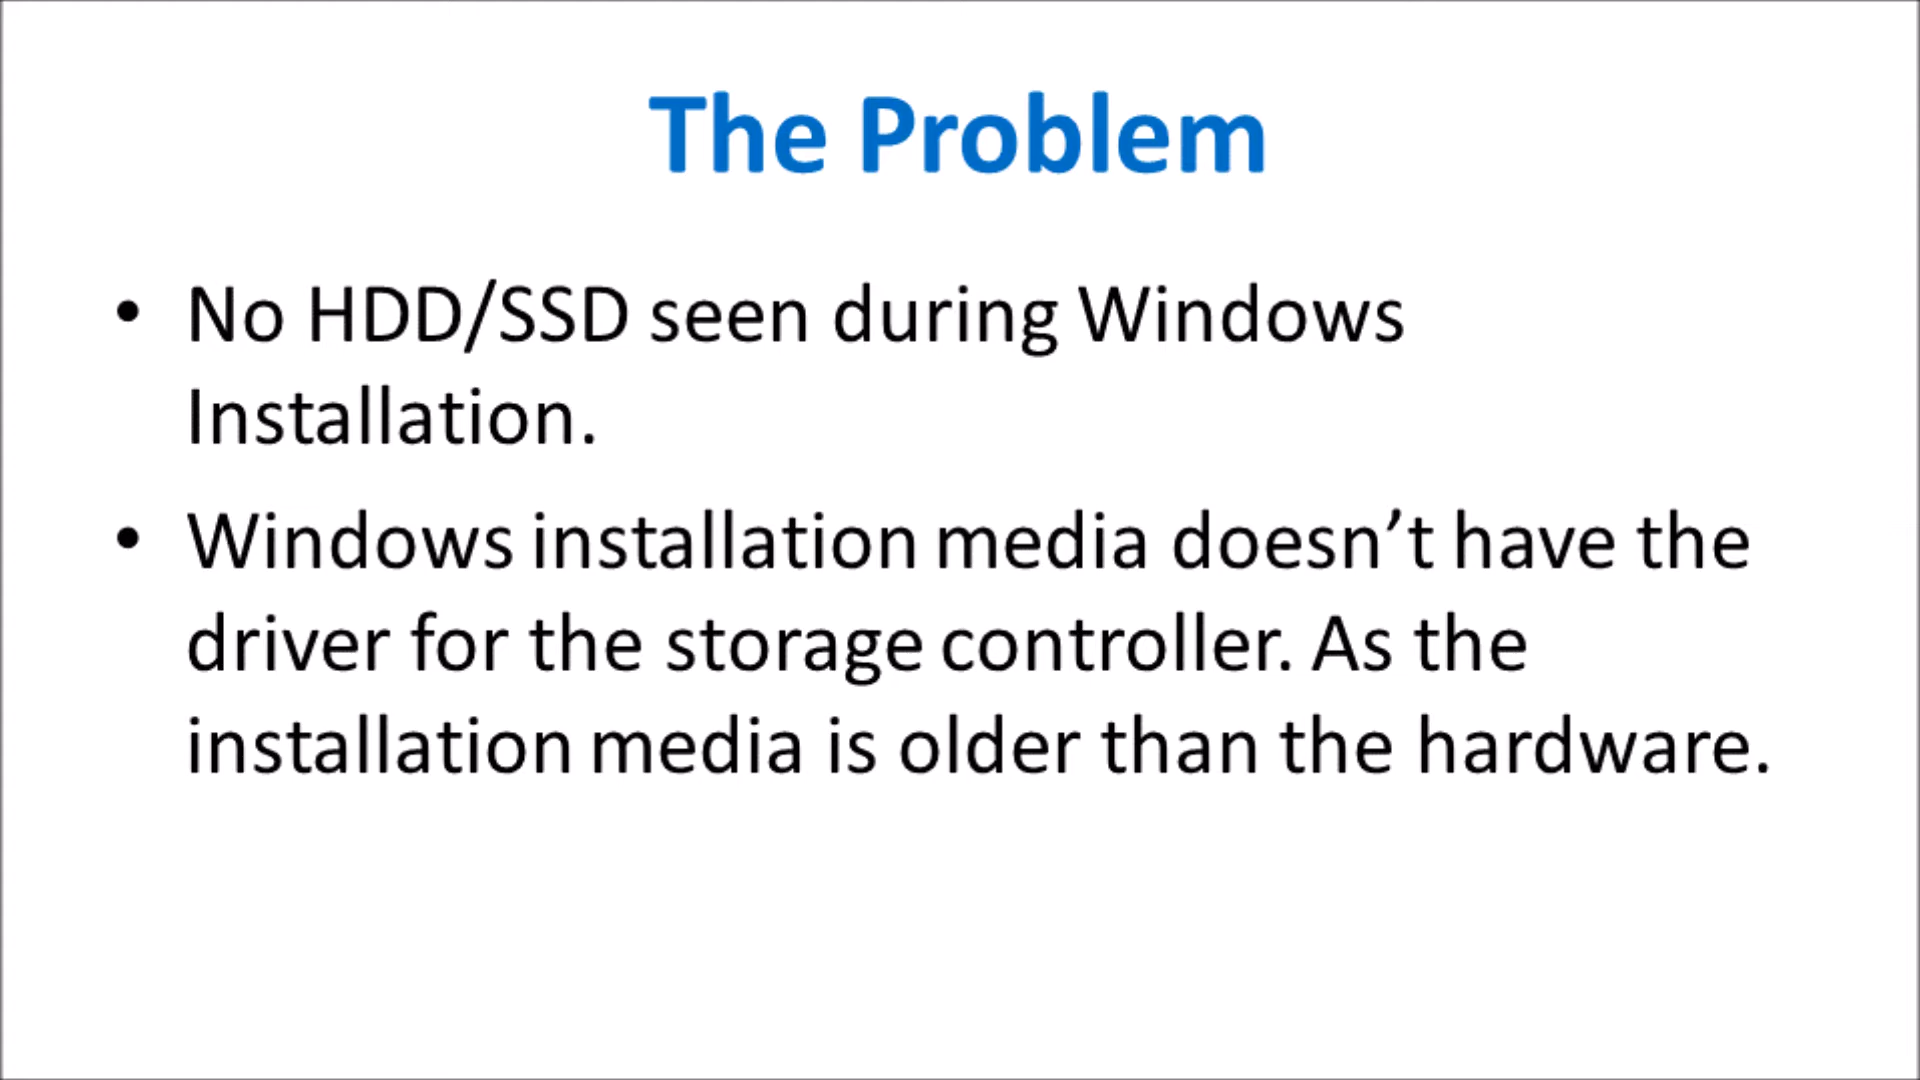 The Problem
• No HDD/SSD seen during Windows
Installation.
• Windows installation media doesn’t have the
driver for the storage controller. As the
installation media is older than the hardware.